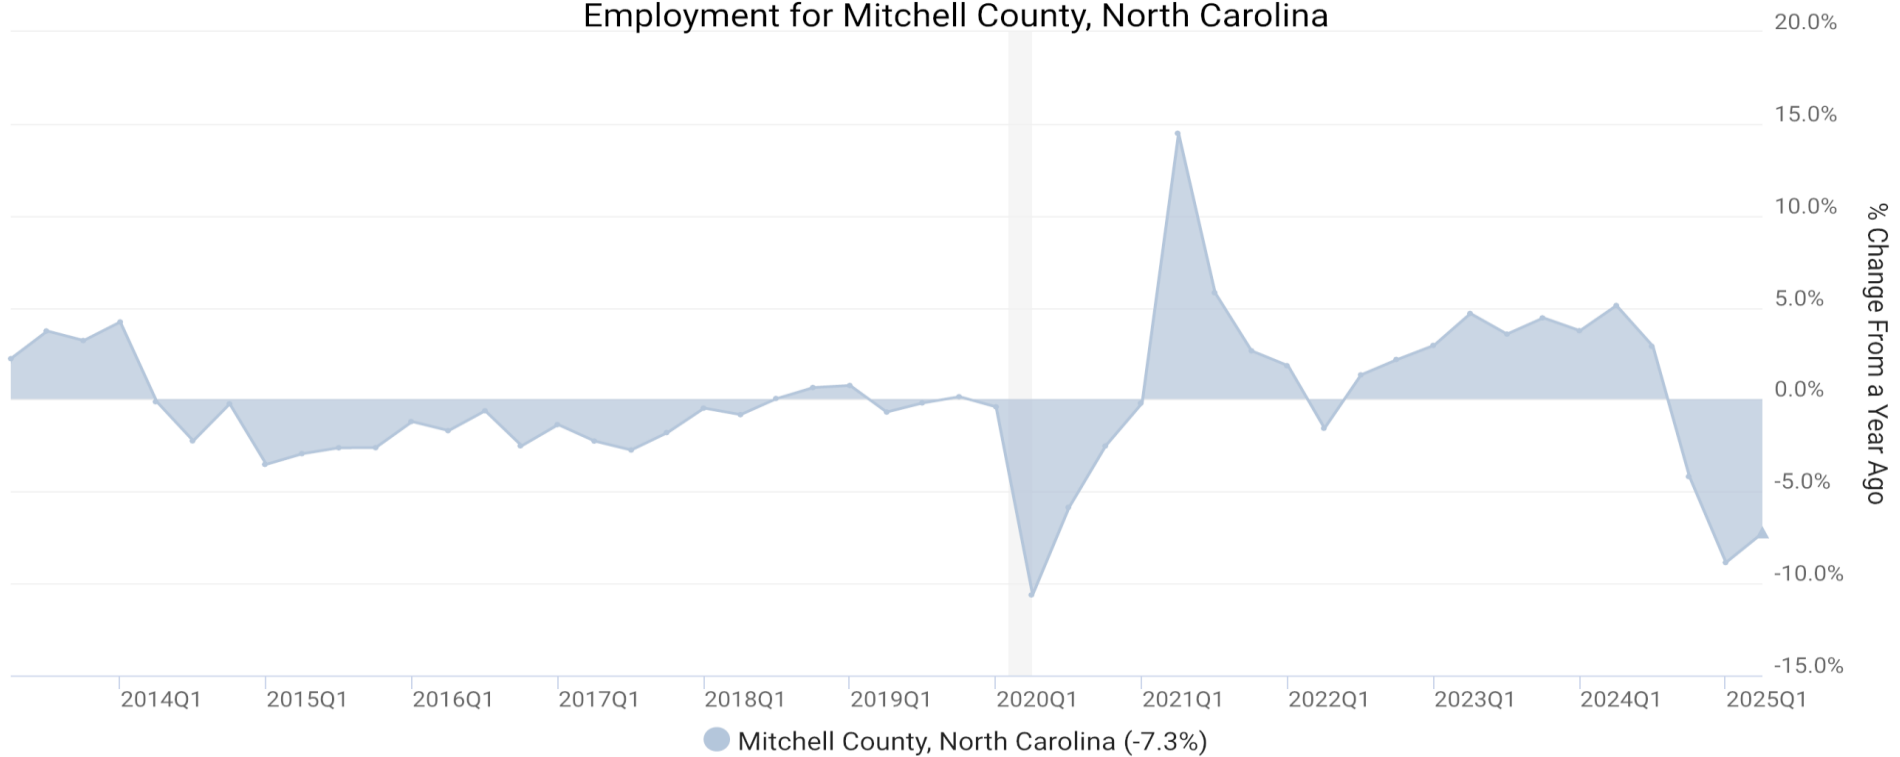 Employment for Mitchell County, North Carolina
20.0%
15.0%
10.0%
5.0%
0.0%
-5.0%
-10.0%
-15.0%
% Change From a Year Ago
2014Q1
2015Q1
2016Q1
2017Q1
2018Q1
2019Q1
2020Q1
2021Q1
2022Q1
2023Q1
2024Q1
2025Q1
Mitchell County, North Carolina (-7.3%)